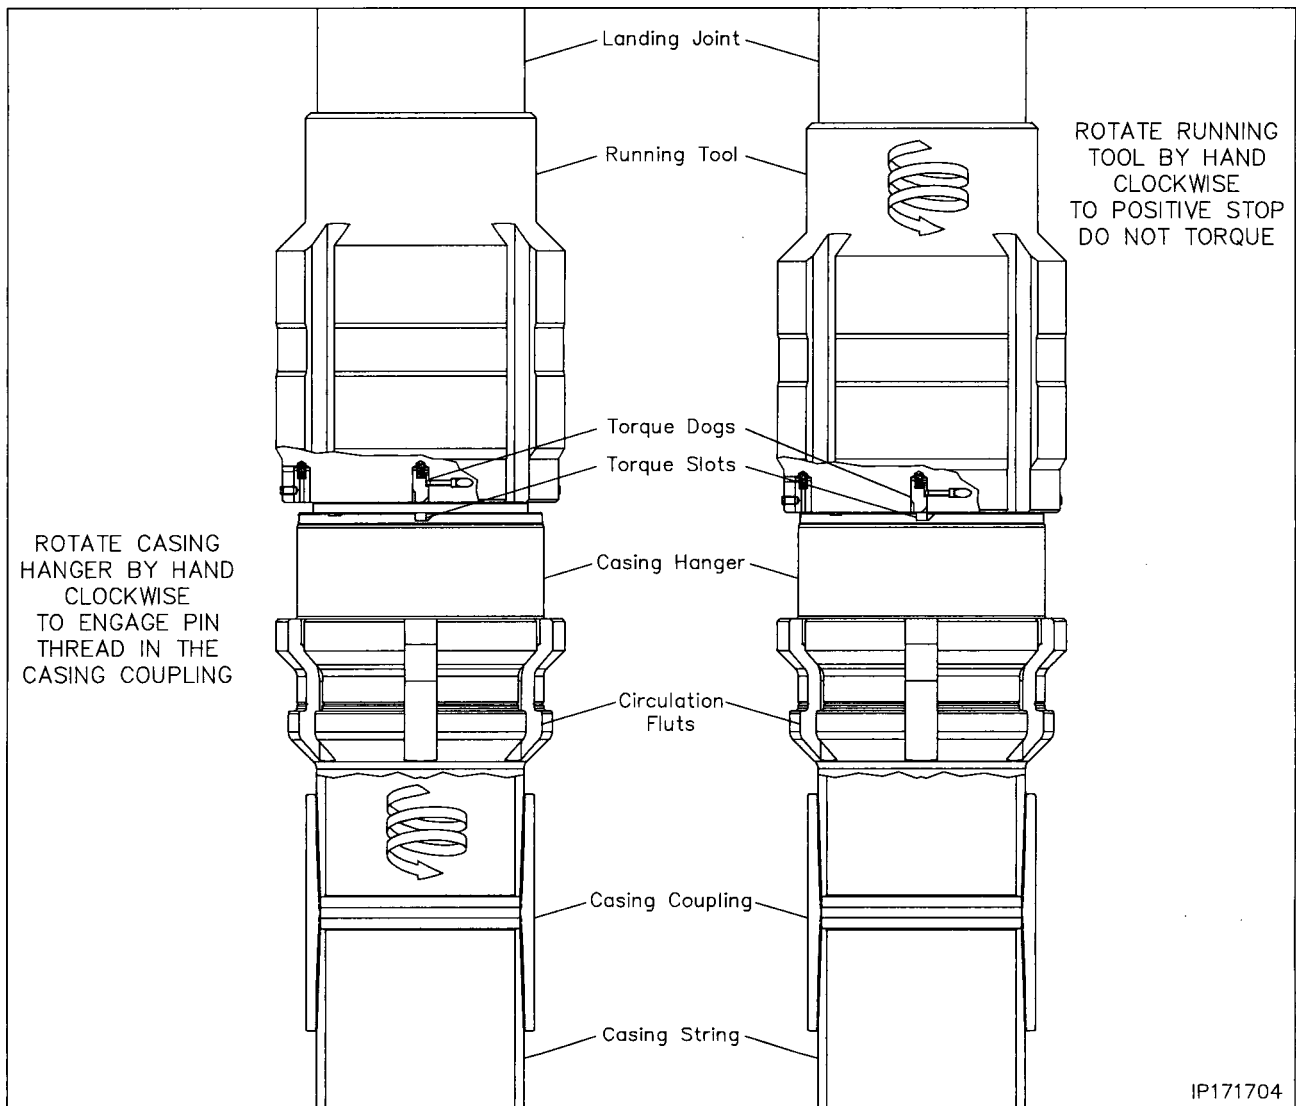 Landing Joint
Running Tool
ROTATE RUNNING
TOOL BY HAND
CLOCKWISE
TO POSITIVE STOP
DO NOT TORQUE
Torque Dogs
Torque Slots
ROTATE CASING
HANGER BY HAND
CLOCKWISE
TO ENGAGE PIN
THREAD IN THE
CASING COUPLING
Casing Hanger
Circulation
Fluts
Casing Coupling
Casing String
IP171704